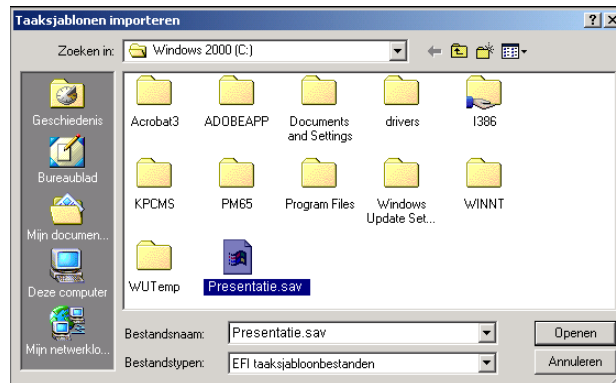 Taaksjablonen importeren
Zoeken in:
Windows 2000 (C:)
Geschiedenis
Bureaublad
Mijn documen...
Deze computer
Mijn netwerklo...
Acrobat3
ADOBEAPP
Documents
and Settings
drivers
I386
KPCMS
PM65
Program Files
Windows
Update Set...
WINNT
WUTemp
Presentatie.sav
Bestandsnaam:
Presentatie.sav
Openen
Bestandstypen:
EFI taaksjabloonbestanden
Annuleren